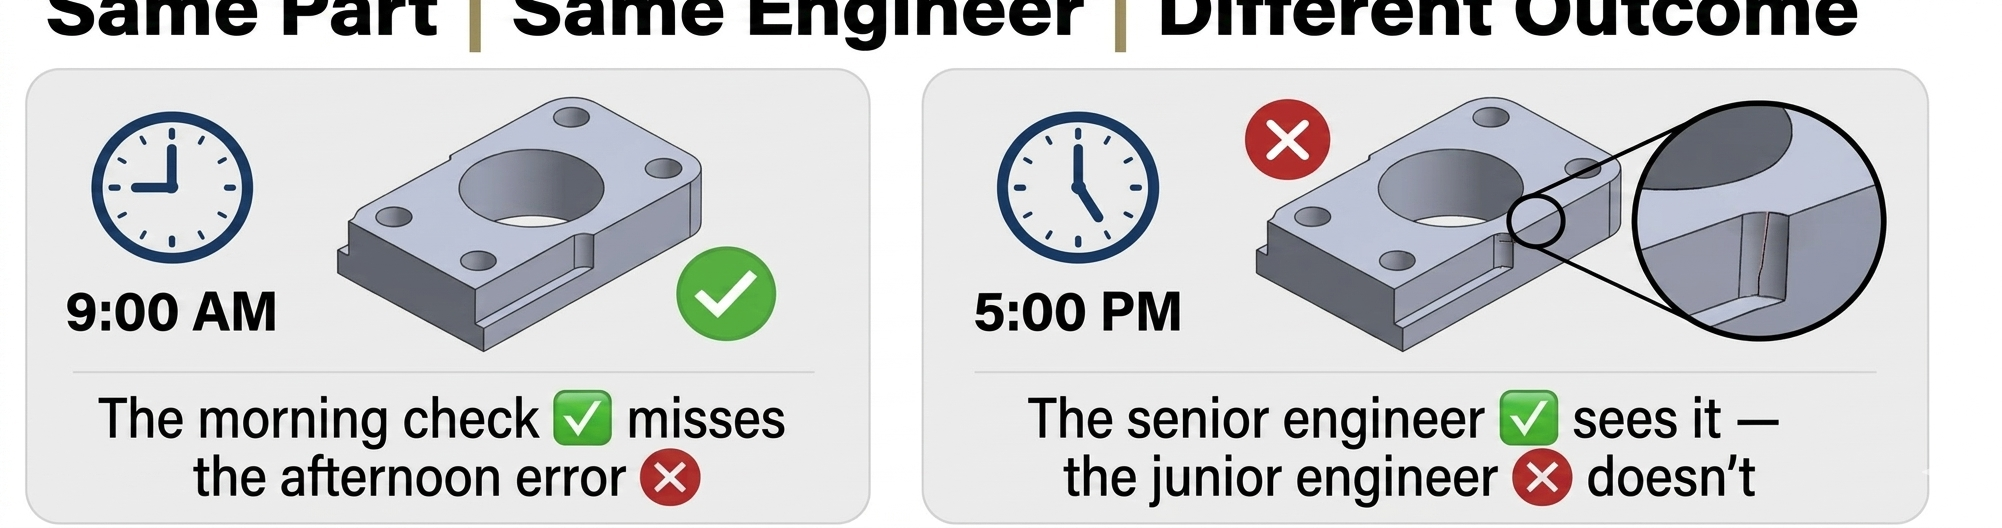 Same Part | Same Engineer | Different Outcome
9:00 AM
The morning check ✅ misses
the afternoon error ❌
5:00 PM
The senior engineer ✅ sees it —
the junior engineer ❌ doesn’t